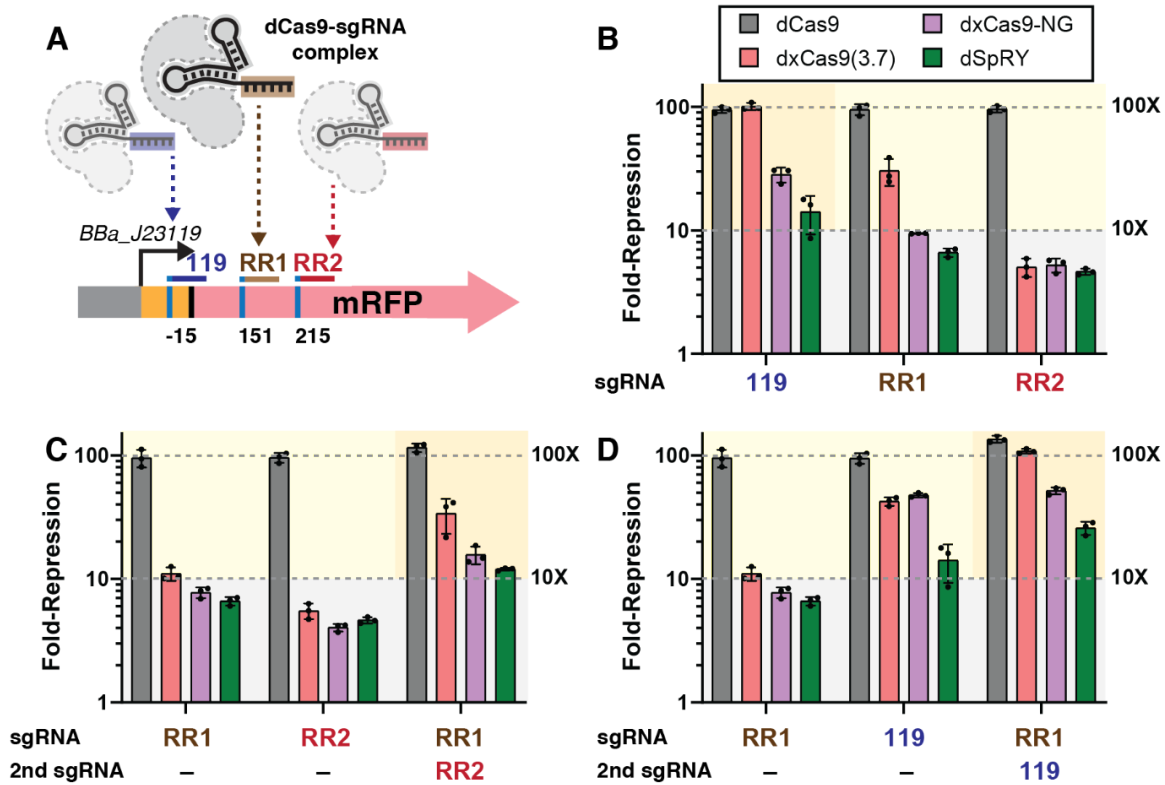 A
dCas9-sgRNA
complex
BBa_J23119
119
RR1
RR2
mRFP
-15
151
215
B
dCas9
dxCas9(3.7)
dxCas9-NG
dSpRY
Fold-Repression
100
10
1
100X
10X
sgRNA
119
RR1
RR2
C
Fold-Repression
100
10
1
100X
10X
sgRNA
RR1
RR2
RR1
2nd sgRNA
–
–
RR2
D
Fold-Repression
100
10
1
100X
10X
sgRNA
RR1
119
RR1
2nd sgRNA
–
–
119